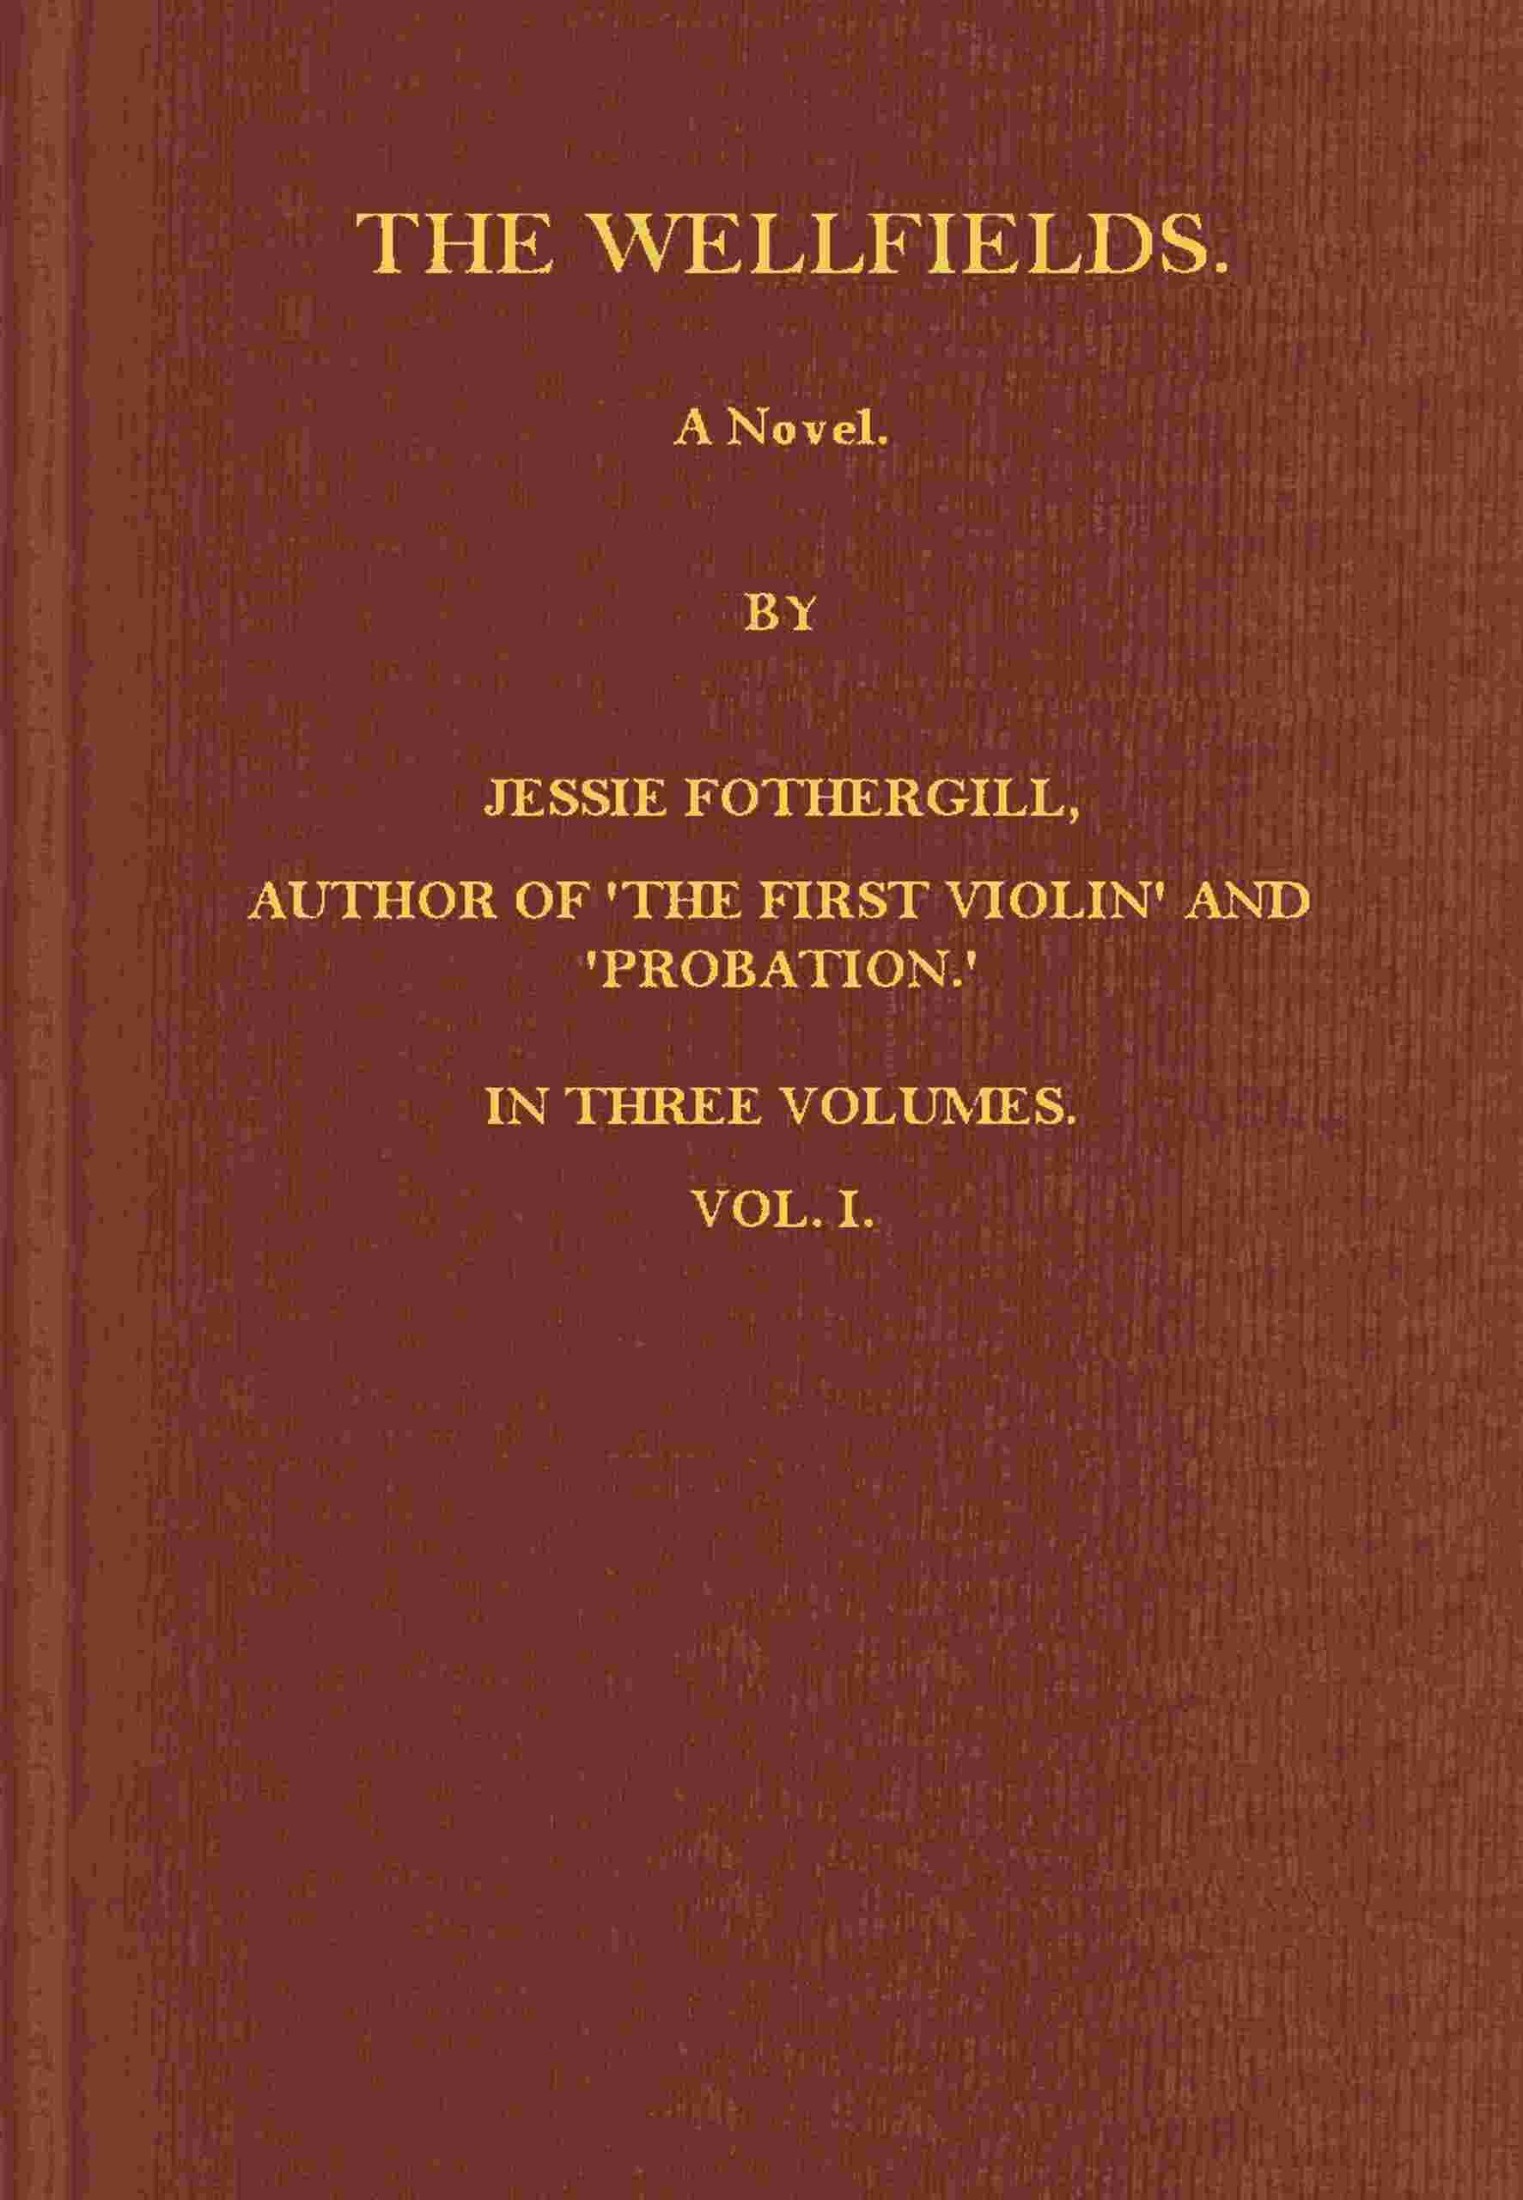 THE WELLFIELDS.
A Novel.
BY
JESSIE FOTHERGILL,
AUTHOR OF 'THE FIRST VIOLIN' AND
'PROBATION.'
IN THREE VOLUMES.
VOL. I.